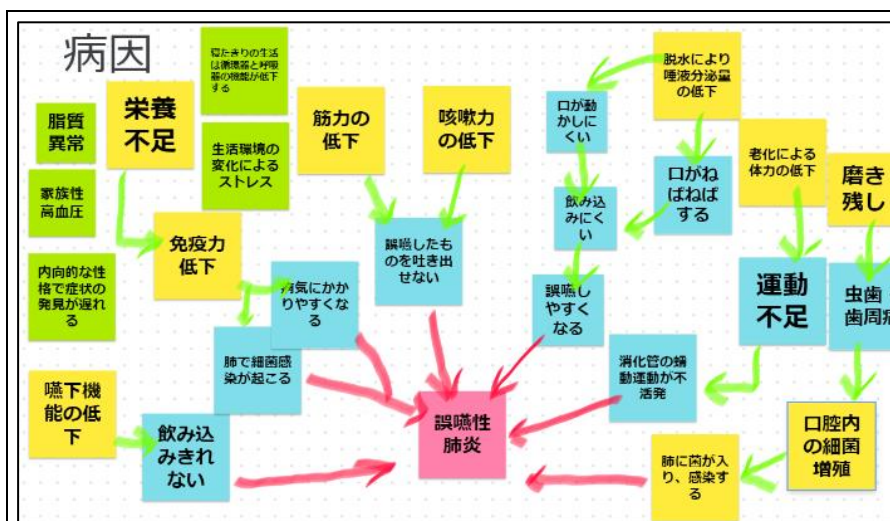 病因
寝たきりの生活
は循環器と呼吸
器の機能が低下
する
脂質
異常
栄養
不足
生活環境の
変化による
ストレス
家族性
高血圧
免疫力
低下
内向的な性
格で症状の
発見が遅れ
る
病気にかか
りやすくなる
肺で細菌感
染が起こる
嚥下機
能の低
下
飲み込
みきれ
ない
筋力の
低下
咳嗽力
の低下
誤嚥したも
のを吐き出
せない
誤嚥性
肺炎
脱水により
唾液分泌量
の低下
口が動
かしに
くい
口がね
ばねば
する
飲み込
みにく
い
誤嚥し
やすく
なる
老化による
体力の低下
運動
不足
消化管の蠕
動運動が不
活発
磨き
残し
虫歯
歯周病
口腔内
の細菌
増殖
肺に菌が入
り、感染す
る